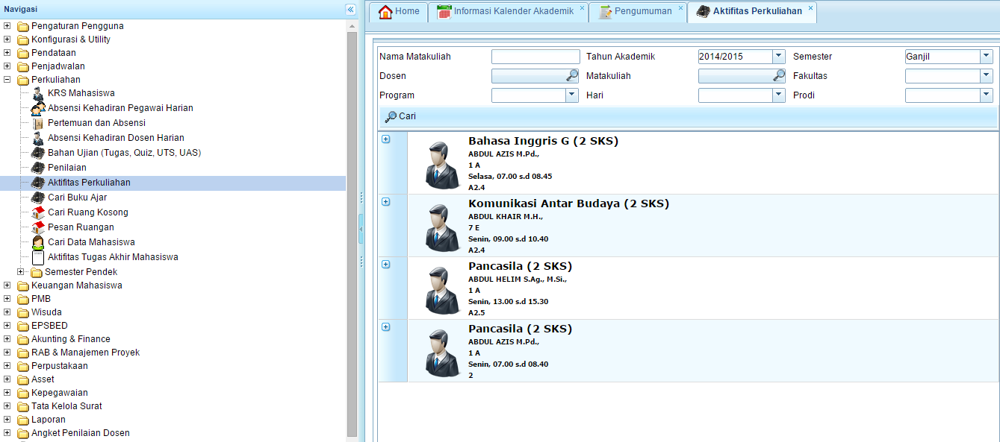 Navigasi
Pengaturan Pengguna
Konfigurasi & Utility
Pendataan
Penjadwalan
Perkuliahan
KRS Mahasiswa
Absensi Kehadiran Pegawai Harian
Pertemuan dan Absensi
Absensi Kehadiran Dosen Harian
Bahan Ujian (Tugas, Quiz, UTS, UAS)
Penilaian
Aktifitas Perkuliahan
Cari Buku Ajar
Cari Ruang Kosong
Pesan Ruangan
Cari Data Mahasiswa
Aktifitas Tugas Akhir Mahasiswa
Semester Pendek
Keuangan Mahasiswa
PMB
Wisuda
EPSBED
Akunting & Finance
RAB & Manajemen Proyek
Perpustakaan
Asset
Kepegawaian
Tata Kelola Surat
Laporan
Angket Penilaian Dosen
Home Informasi Kalender Akademik Pengumuman Aktifitas Perkuliahan
Nama Matakuliah Tahun Akademik 2014/2015 Semester Ganjil
Dosen Matakuliah Fakultas
Program Hari Prodi
Cari
Bahasa Inggris G (2 SKS)
ABDUL AZIS M.Pd.,
1 A
Selasa, 07.00 s.d 08.45
A2.4
Komunikasi Antar Budaya (2 SKS)
ABDUL KHAIR M.H.,
7 E
Senin, 09.00 s.d 10.40
A2.4
Pancasila (2 SKS)
ABDUL HELIM S.Ag., M.Si.,
1 A
Senin, 13.00 s.d 15.30
A2.5
Pancasila (2 SKS)
ABDUL AZIS M.Pd.,
1 A
Senin, 07.00 s.d 08.40
2